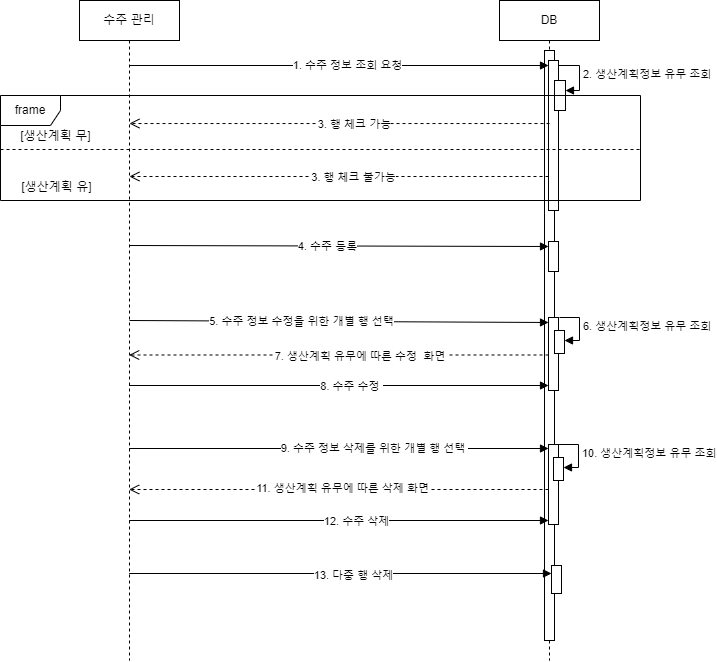 수주 관리
DB
1. 수주 정보 조회 요청
2. 생산계획정보 유무 조회
frame
3. 행 체크 가능
[생산계획 무]
3. 행 체크 불가능
[생산계획 유]
4. 수주 등록
5. 수주 정보 수정을 위한 개별 행 선택
6. 생산계획정보 유무 조회
7. 생산계획 유무에 따른 수정 화면
8. 수주 수정
9. 수주 정보 삭제를 위한 개별 행 선택
10. 생산계획정보 유무 조회
11. 생산계획 유무에 따른 삭제 화면
12. 수주 삭제
13. 다중 행 삭제